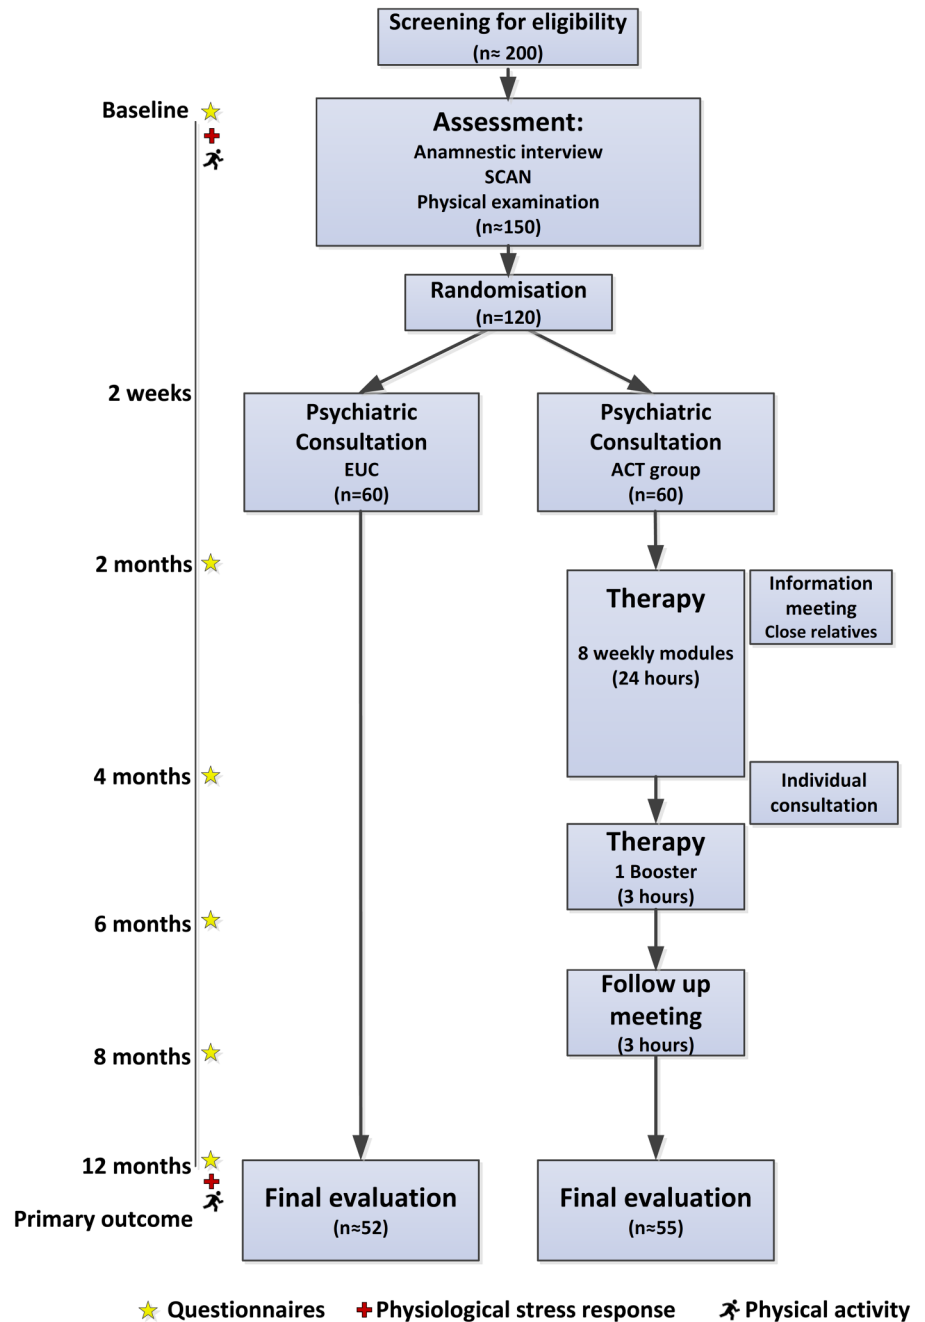 Screening for eligibility
(n≈ 200)
Baseline
Assessment:
Anamnestic interview
SCAN
Physical examination
(n≈150)
Randomisation
(n=120)
2 weeks
Psychiatric
Consultation
EUC
(n=60)
Psychiatric
Consultation
ACT group
(n=60)
2 months
Therapy
8 weekly modules
(24 hours)
Information
meeting
Close relatives
4 months
Individual
consultation
Therapy
1 Booster
(3 hours)
6 months
Follow up
meeting
(3 hours)
8 months
12 months
Primary outcome
Final evaluation
(n≈52)
Final evaluation
(n≈55)
Questionnaires
Physiological stress response
Physical activity